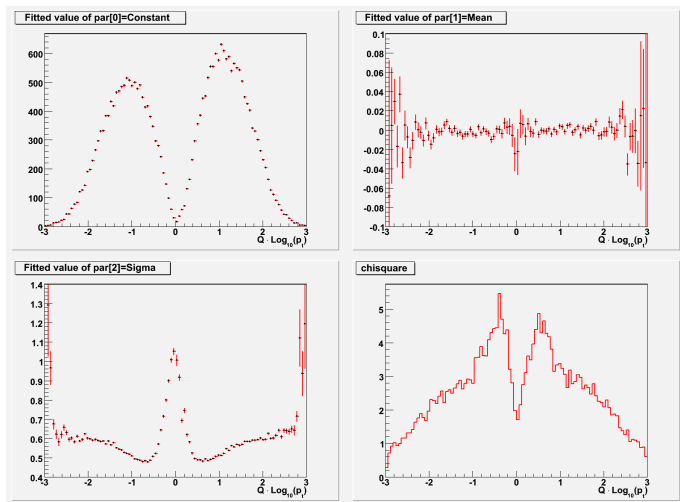 Fitted value of par[0]=Constant
600
500
400
300
200
100
0
-3 -2 -1 0 1 2 3
Q · Log10(pt)
Fitted value of par[1]=Mean
0.1
0.08
0.06
0.04
0.02
0
-0.02
-0.04
-0.06
-0.08
-0.1
-3 -2 -1 0 1 2 3
Q · Log10(pt)
Fitted value of par[2]=Sigma
1.4
1.3
1.2
1.1
1
0.9
0.8
0.7
0.6
0.5
0.4
-3 -2 -1 0 1 2 3
Q · Log10(pt)
chisquare
5
4
3
2
1
0
-3 -2 -1 0 1 2 3
Q · Log10(pt)